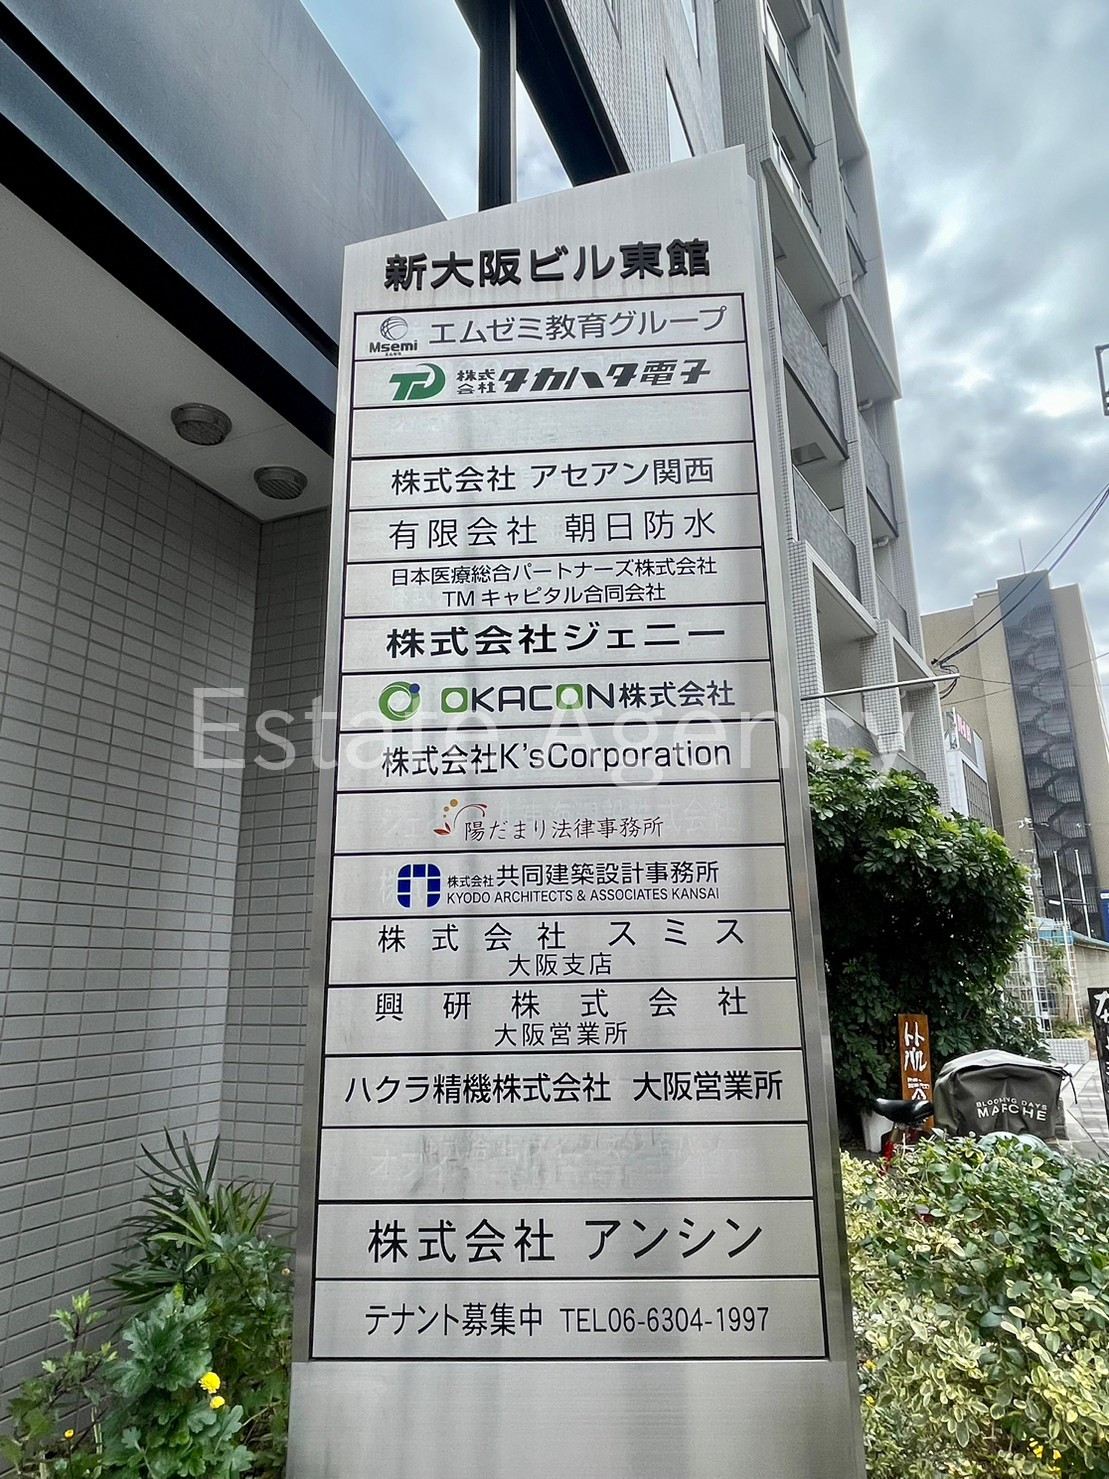 新大阪ビル東館
Msemi エムゼミ教育グループ
TD 株式会社 タカハタ電子
株式会社 アセアン関西
有限会社 朝日防水
日本医療総合パートナーズ株式会社
TMキャピタル合同会社
株式会社ジェニー
OKACON株式会社
株式会社K'sCorporation
陽だまり法律事務所
株式会社 共同建築設計事務所
KYODO ARCHITECTS & ASSOCIATES KANSAI
株式会社 スミス
大阪支店
興研株式会社
大阪営業所
ハクラ精機株式会社 大阪営業所
株式会社 アンシン
テナント募集中 TEL06-6304-1997
Estate Agency
BLOOMING DAYS
MARCHE